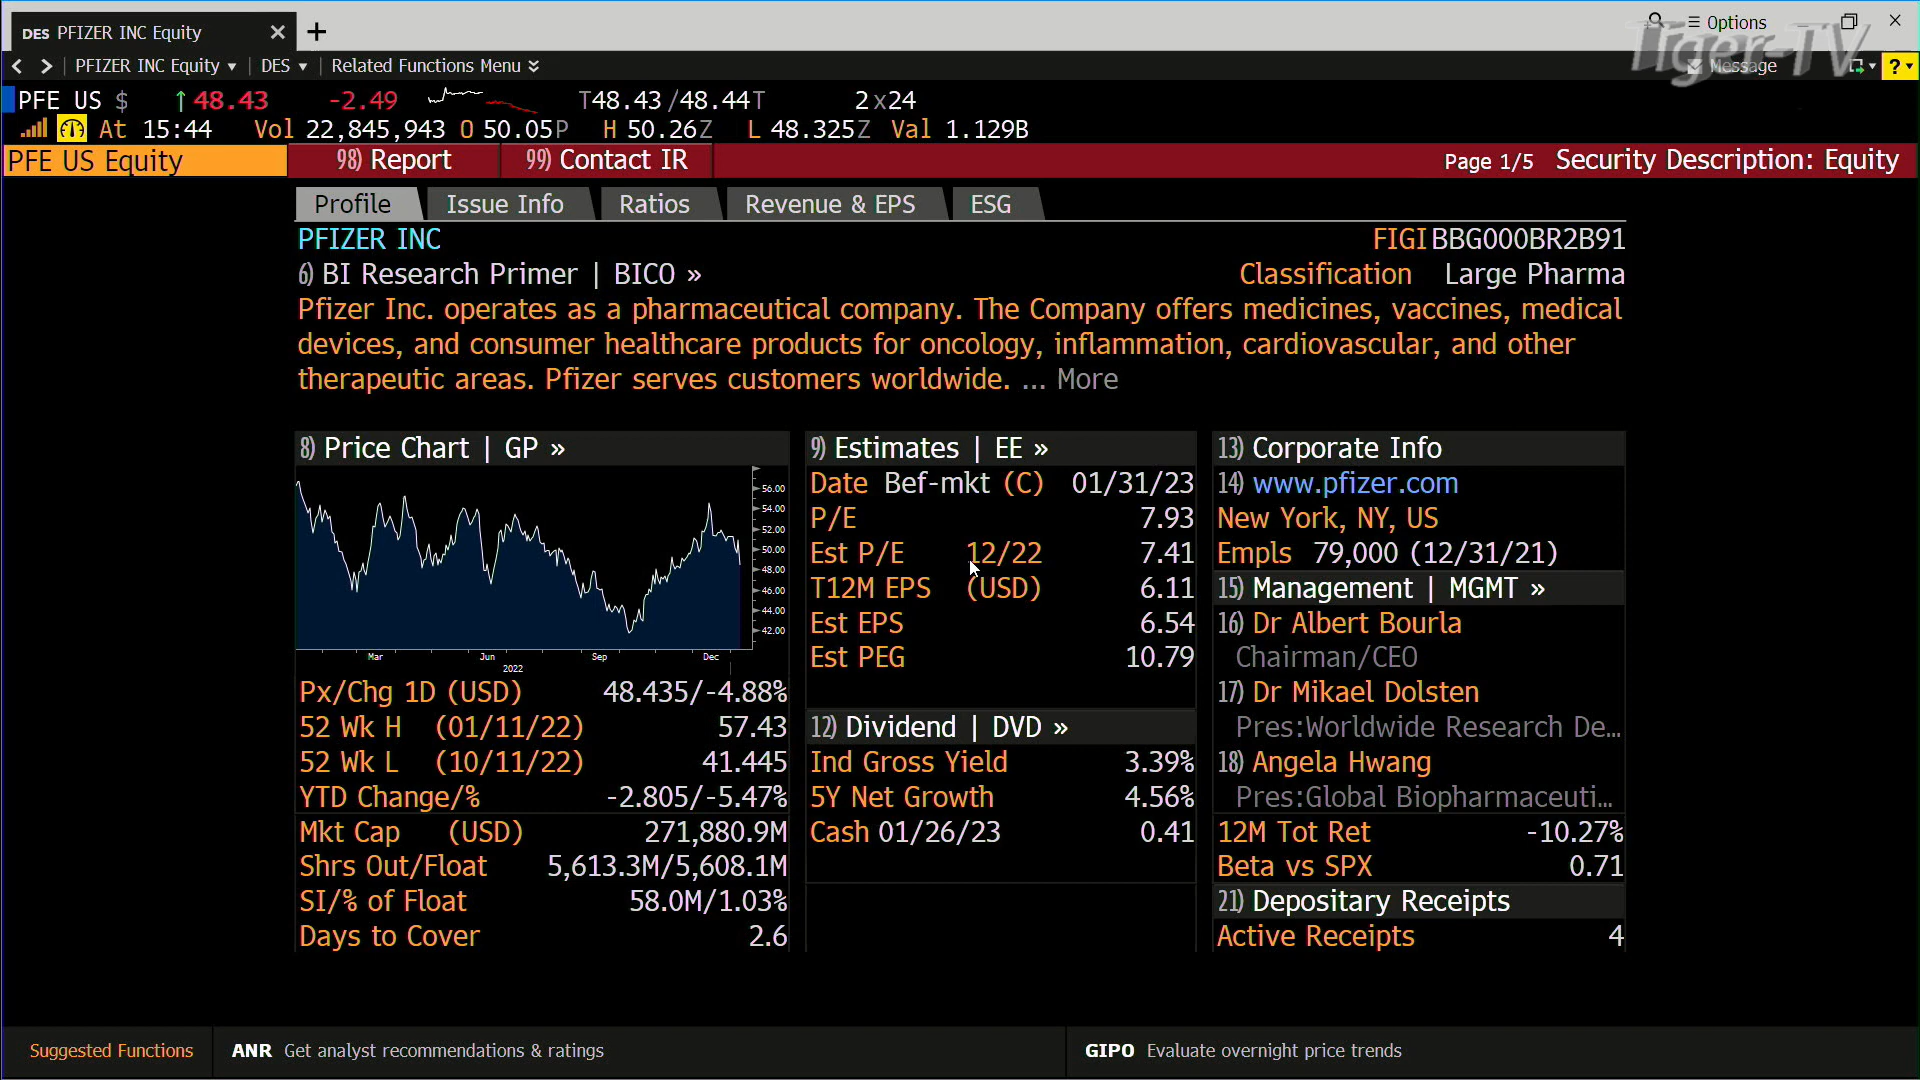 DES PFIZER INC Equity
Options
PFIZER INC Equity DES Related Functions Menu
Message ?
Tiger-TV
PFE US $ ↑48.43 -2.49 T48.43/48.44T 2x24
At 15:44 Vol 22,845,943 O 50.05P H 50.26Z L 48.325Z Val 1.129B
PFE US Equity 98) Report 99) Contact IR Page 1/5 Security Description: Equity
Profile Issue Info Ratios Revenue & EPS ESG
PFIZER INC FIGI BBG000BR2B91
6) BI Research Primer | BICO » Classification Large Pharma
Pfizer Inc. operates as a pharmaceutical company. The Company offers medicines, vaccines, medical
devices, and consumer healthcare products for oncology, inflammation, cardiovascular, and other
therapeutic areas. Pfizer serves customers worldwide. ... More
8) Price Chart | GP »
56.00
54.00
52.00
50.00
48.00
46.00
44.00
42.00
Mar Jun Sep Dec
2022
Px/Chg 1D (USD) 48.435/-4.88%
52 Wk H (01/11/22) 57.43
52 Wk L (10/11/22) 41.445
YTD Change/% -2.805/-5.47%
Mkt Cap (USD) 271,880.9M
Shrs Out/Float 5,613.3M/5,608.1M
SI/% of Float 58.0M/1.03%
Days to Cover 2.6
9) Estimates | EE »
Date Bef-mkt (C) 01/31/23
P/E 7.93
Est P/E 12/22 7.41
T12M EPS (USD) 6.11
Est EPS 6.54
Est PEG 10.79
12) Dividend | DVD »
Ind Gross Yield 3.39%
5Y Net Growth 4.56%
Cash 01/26/23 0.41
13) Corporate Info
14) www.pfizer.com
New York, NY, US
Empls 79,000 (12/31/21)
15) Management | MGMT »
16) Dr Albert Bourla
Chairman/CEO
17) Dr Mikael Dolsten
Pres:Worldwide Research De...
18) Angela Hwang
Pres:Global Biopharmaceuti...
12M Tot Ret -10.27%
Beta vs SPX 0.71
21) Depositary Receipts
Active Receipts 4
Suggested Functions ANR Get analyst recommendations & ratings GIPO Evaluate overnight price trends